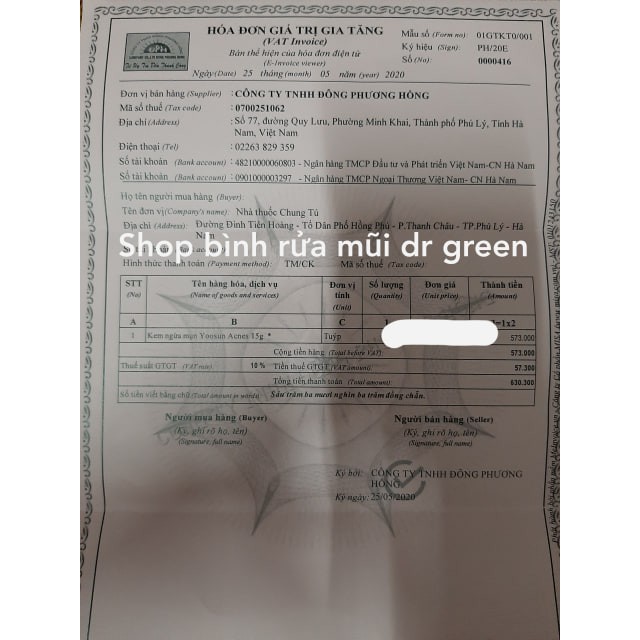 HÓA ĐƠN GIÁ TRỊ GIA TĂNG
(VAT Invoice)
Bản thể hiện của hóa đơn điện tử
(E-Invoice viewer)
Ngày(Date) 25 tháng(month) 05 năm(year) 2020
Mẫu số (Form no): 01GTKT0/001
Ký hiệu (Sign): PH/20E
Số (No): 0000416
Đơn vị bán hàng (Supplier) : CÔNG TY TNHH ĐÔNG PHƯƠNG HỒNG
Mã số thuế (Tax code) : 0700251062
Địa chỉ (Address) : Số 77, đường Quy Lưu, Phường Minh Khai, Thành phố Phủ Lý, Tỉnh Hà
Nam, Việt Nam
Điện thoại (Tel) : 02263 829 359
Số tài khoản (Bank account) : 48210000060803 - Ngân hàng TMCP Đầu tư và Phát triển Việt Nam-CN Hà Nam
Số tài khoản (Bank account) : 0901000003297 - Ngân hàng TMCP Ngoại Thương Việt Nam- CN Hà Nam
Họ tên người mua hàng (Buyer):
Tên đơn vị(Company's name): Nhà thuốc Chung Tú
Địa chỉ (Address) : Đường Đinh Tiên Hoàng - Tổ Dân Phố Hồng Phú - P.Thanh Châu - TP.Phủ Lý - Hà
Nam
Shop bình rửa mũi dr green
Hình thức thanh toán (Payment method): TM/CK Mã số thuế (Tax code):
STT
(No)
Tên hàng hóa, dịch vụ
(Name of goods and services)
Đơn vị
tính
(Unit)
Số lượng
(Quantity)
Đơn giá
(Unit price)
Thành tiền
(Amount)
A B C 1 3=1x2
1 Kem ngừa mụn Yoosun Acnes 15g * Tuýp 573.000
Cộng tiền hàng (Total before VAT): 573.000
Thuế suất GTGT (VAT rate): 10 % Tiền thuế GTGT (VAT amount): 57.300
Tổng tiền thanh toán (Total amount): 630.300
Số tiền viết bằng chữ (Total amount in words): Sáu trăm ba mươi nghìn ba trăm đồng chẵn.
Người mua hàng (Buyer)
(Ký, ghi rõ họ, tên)
(Signature, full name)
Người bán hàng (Seller)
(Ký, ghi rõ họ, tên)
(Signature, full name)
Ký bởi: CÔNG TY TNHH ĐÔNG PHƯƠNG
HỒNG
Ký ngày: 25/05/2020